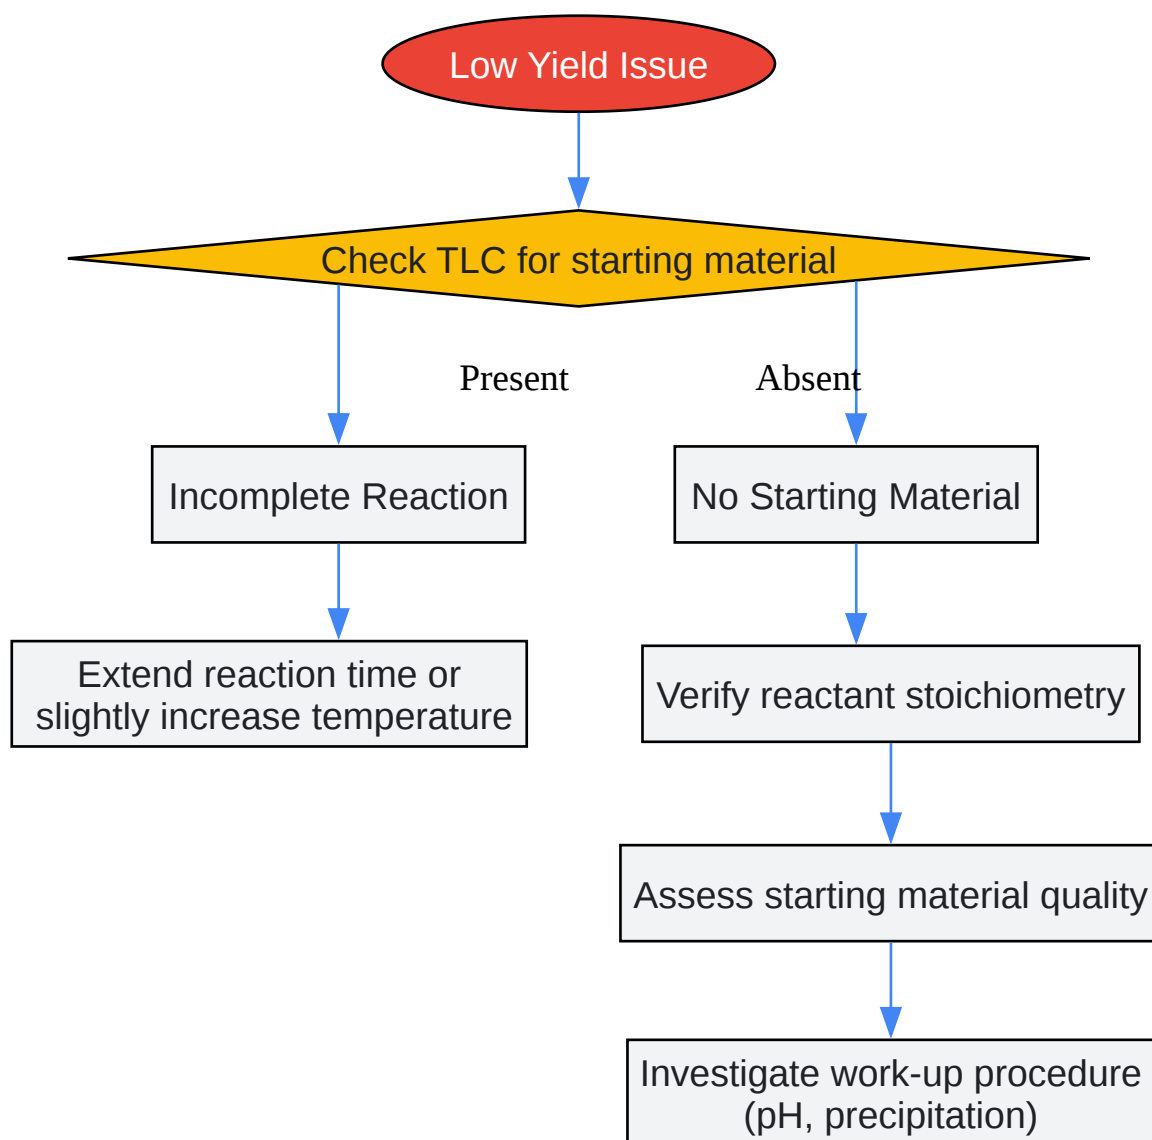 Low Yield Issue
Check TLC for starting material
Present
Absent
Incomplete Reaction
No Starting Material
Extend reaction time or
slightly increase temperature
Verify reactant stoichiometry
Assess starting material quality
Investigate work-up procedure
(pH, precipitation)